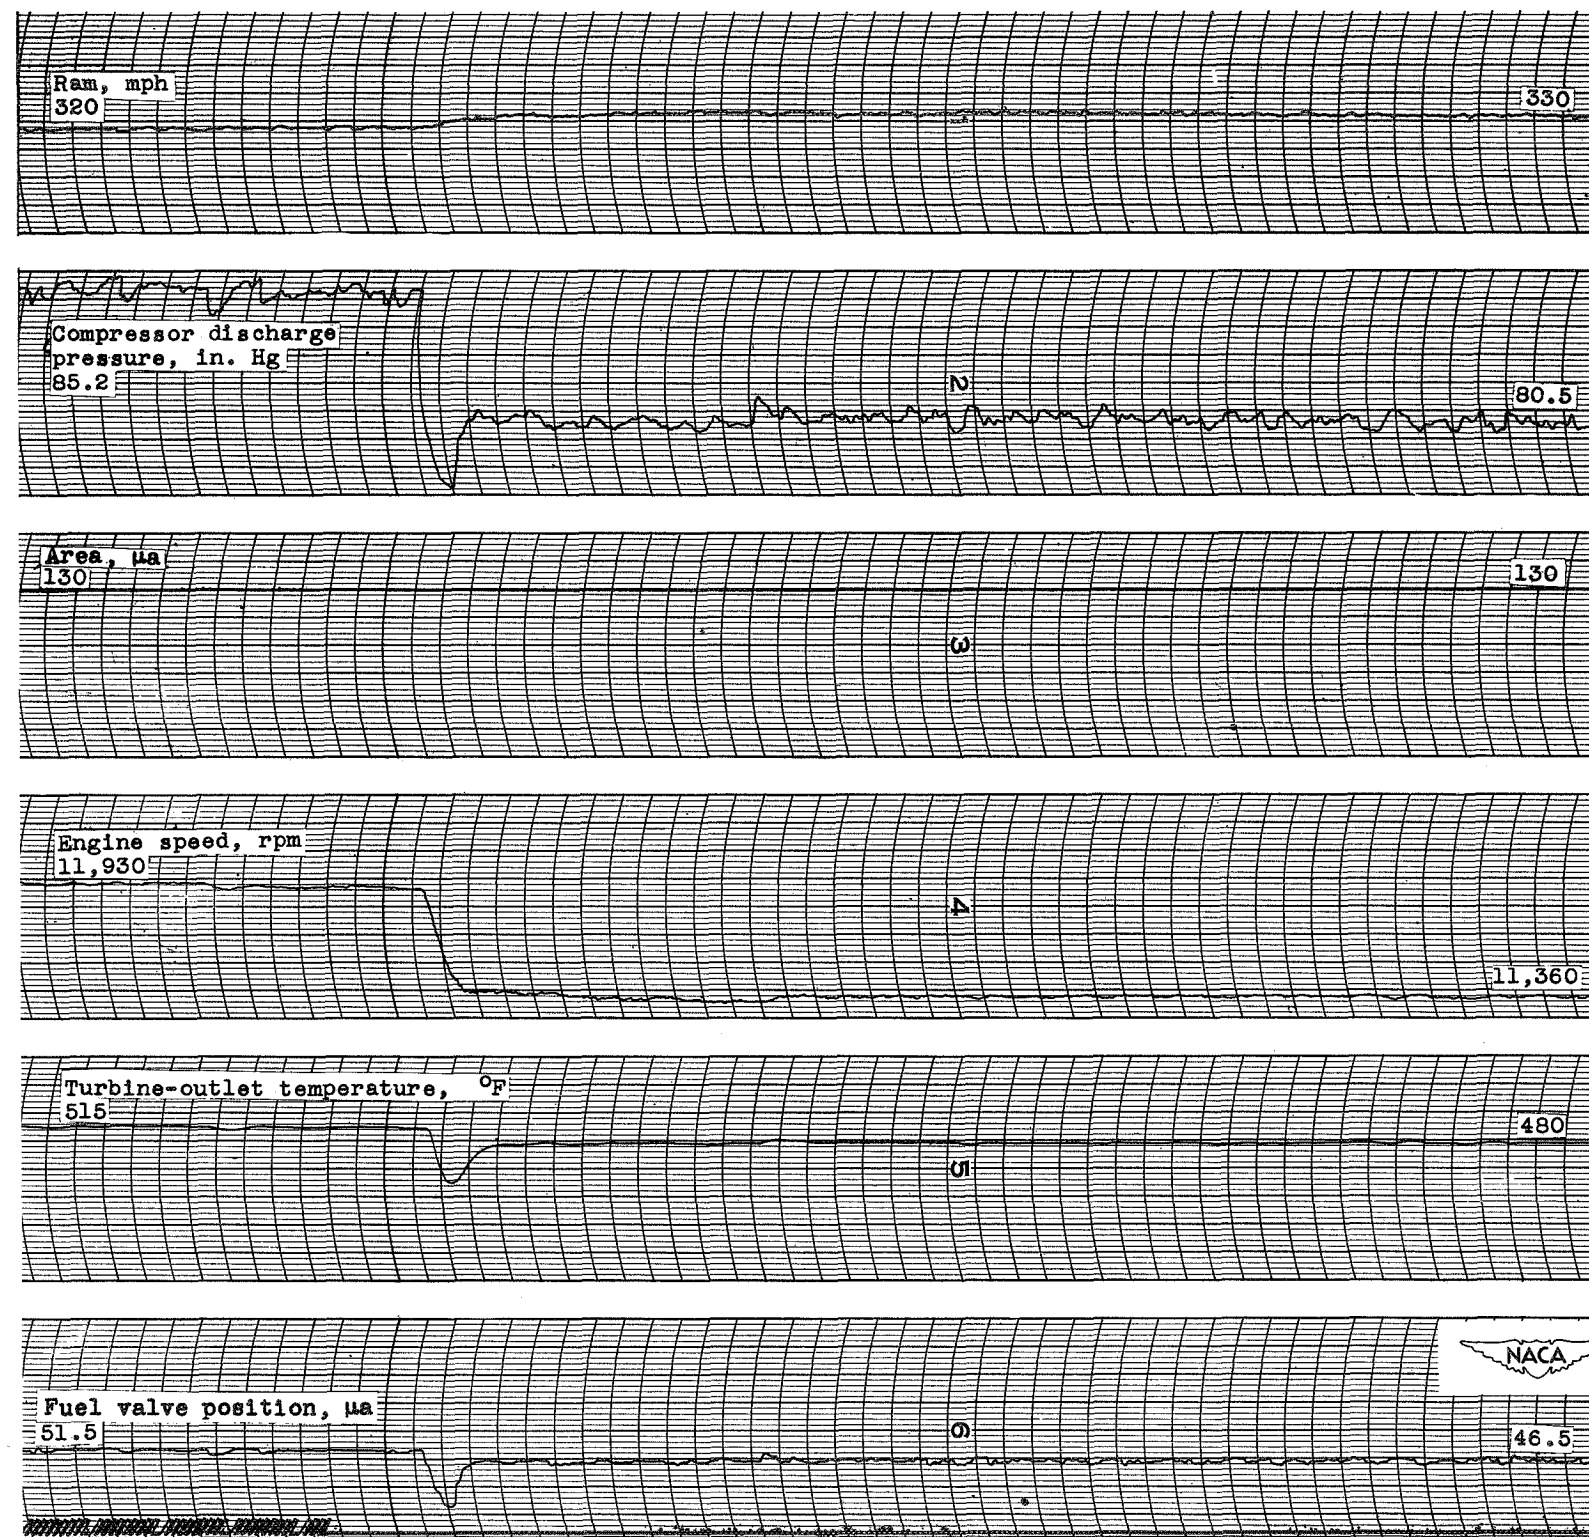 Ram, mph
320
330
Compressor discharge
pressure, in. Hg
85.2
2
80.5
Area, μa
130
130
3
Engine speed, rpm
11,930
4
11,360
Turbine-outlet temperature, °F
515
480
5
NACA
Fuel valve position, μa
51.5
6
46.5